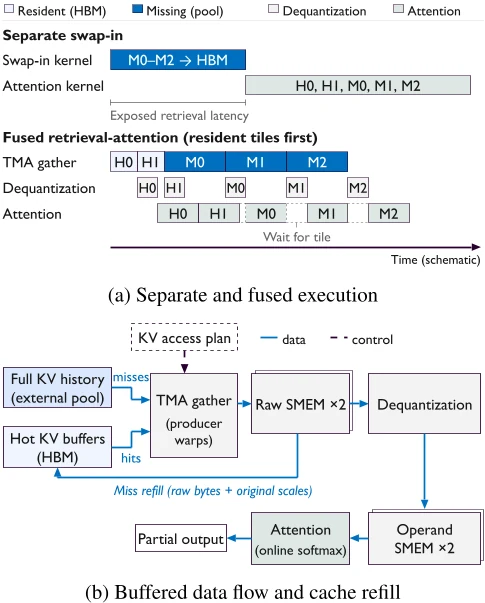 Resident (HBM) Missing (pool) Dequantization Attention
Separate swap-in
Swap-in kernel M0–M2 → HBM
Attention kernel H0, H1, M0, M1, M2
Exposed retrieval latency
Fused retrieval-attention (resident tiles first)
TMA gather H0 H1 M0 M1 M2
Dequantization H0 H1 M0 M1 M2
Attention H0 H1 M0 M1 M2
Wait for tile
Time (schematic)
(a) Separate and fused execution
KV access plan
data
control
Full KV history
(external pool)
misses
Hot KV buffers
(HBM)
hits
TMA gather
(producer
warps)
Raw SMEM ×2
Dequantization
Miss refill (raw bytes + original scales)
Partial output
Attention
(online softmax)
Operand
SMEM ×2
(b) Buffered data flow and cache refill